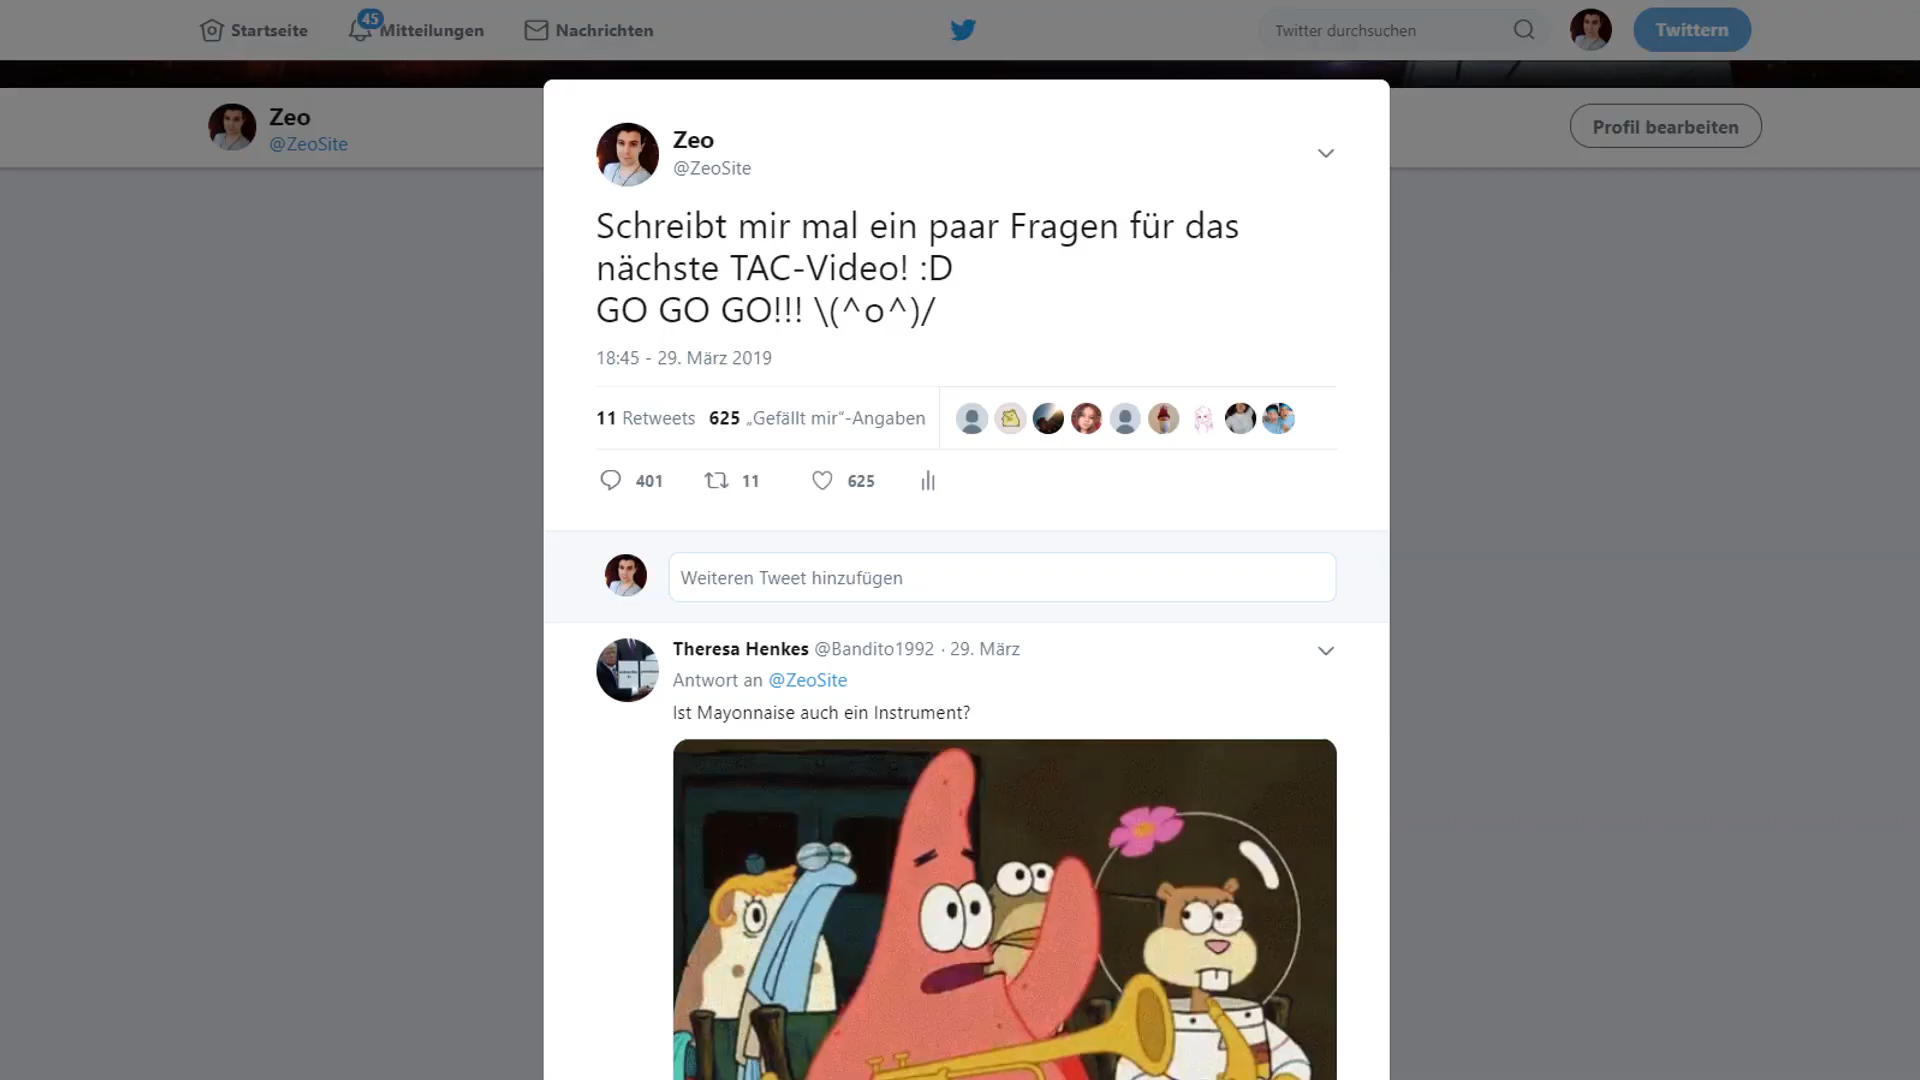 Startseite
45
Mitteilungen
Nachrichten
Twitter durchsuchen
Twittern
Zeo
@ZeoSite
Profil bearbeiten
Zeo
@ZeoSite
Schreibt mir mal ein paar Fragen für das
nächste TAC-Video! :D
GO GO GO!!! \(^o^)/
18:45 - 29. März 2019
11 Retweets 625 „Gefällt mir“-Angaben
401 11 625
Weiteren Tweet hinzufügen
Theresa Henkes @Bandito1992 · 29. März
Antwort an @ZeoSite
Ist Mayonnaise auch ein Instrument?